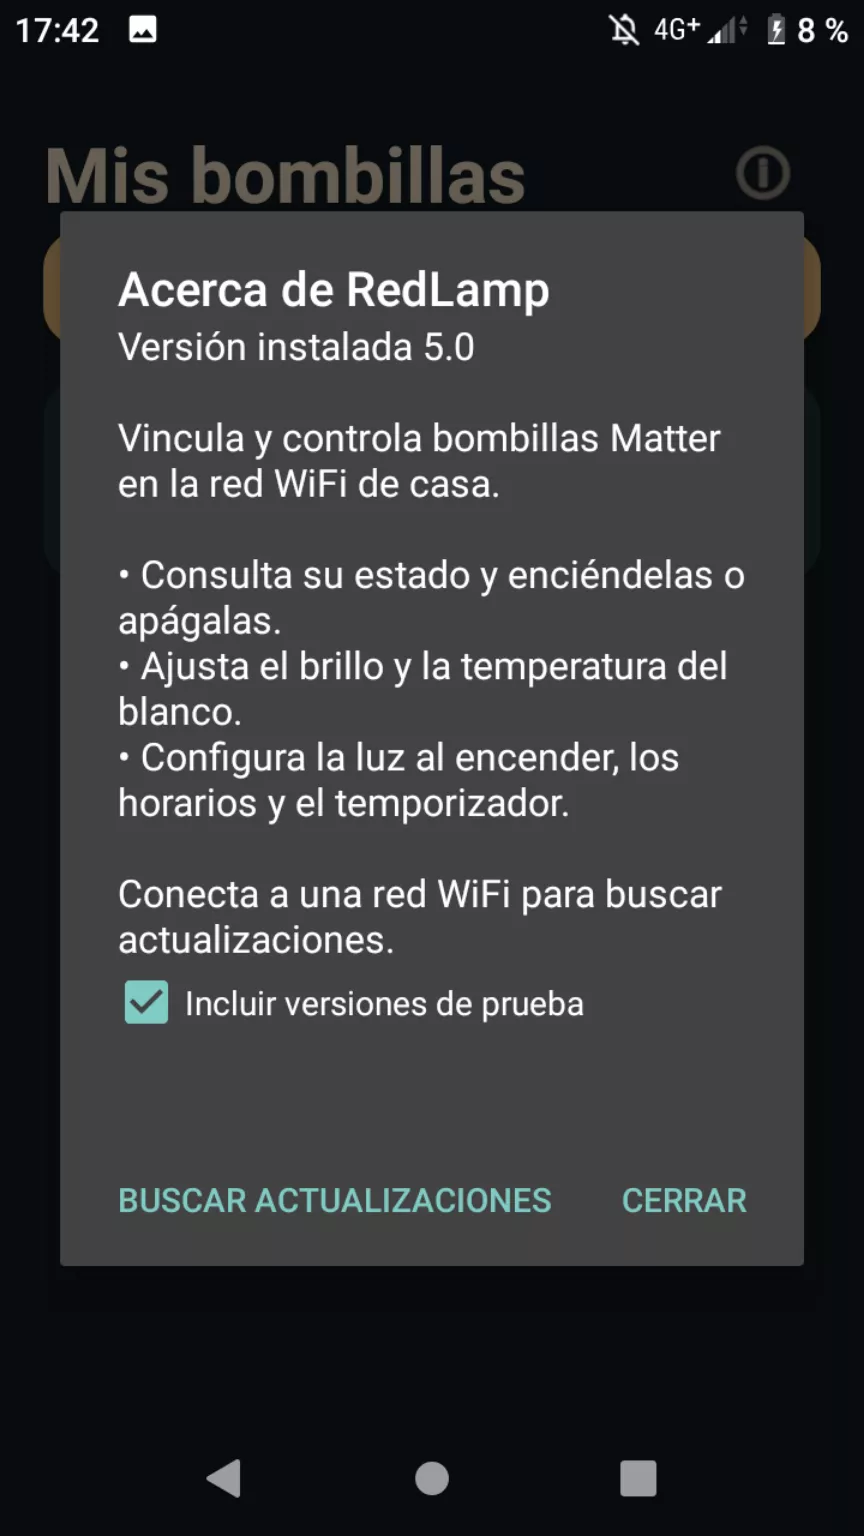 17:42 4G+ 8 %
Mis bombillas
Acerca de RedLamp
Versión instalada 5.0
Vincula y controla bombillas Matter
en la red WiFi de casa.
• Consulta su estado y enciéndelas o
apágalas.
• Ajusta el brillo y la temperatura del
blanco.
• Configura la luz al encender, los
horarios y el temporizador.
Conecta a una red WiFi para buscar
actualizaciones.
Incluir versiones de prueba
BUSCAR ACTUALIZACIONES CERRAR